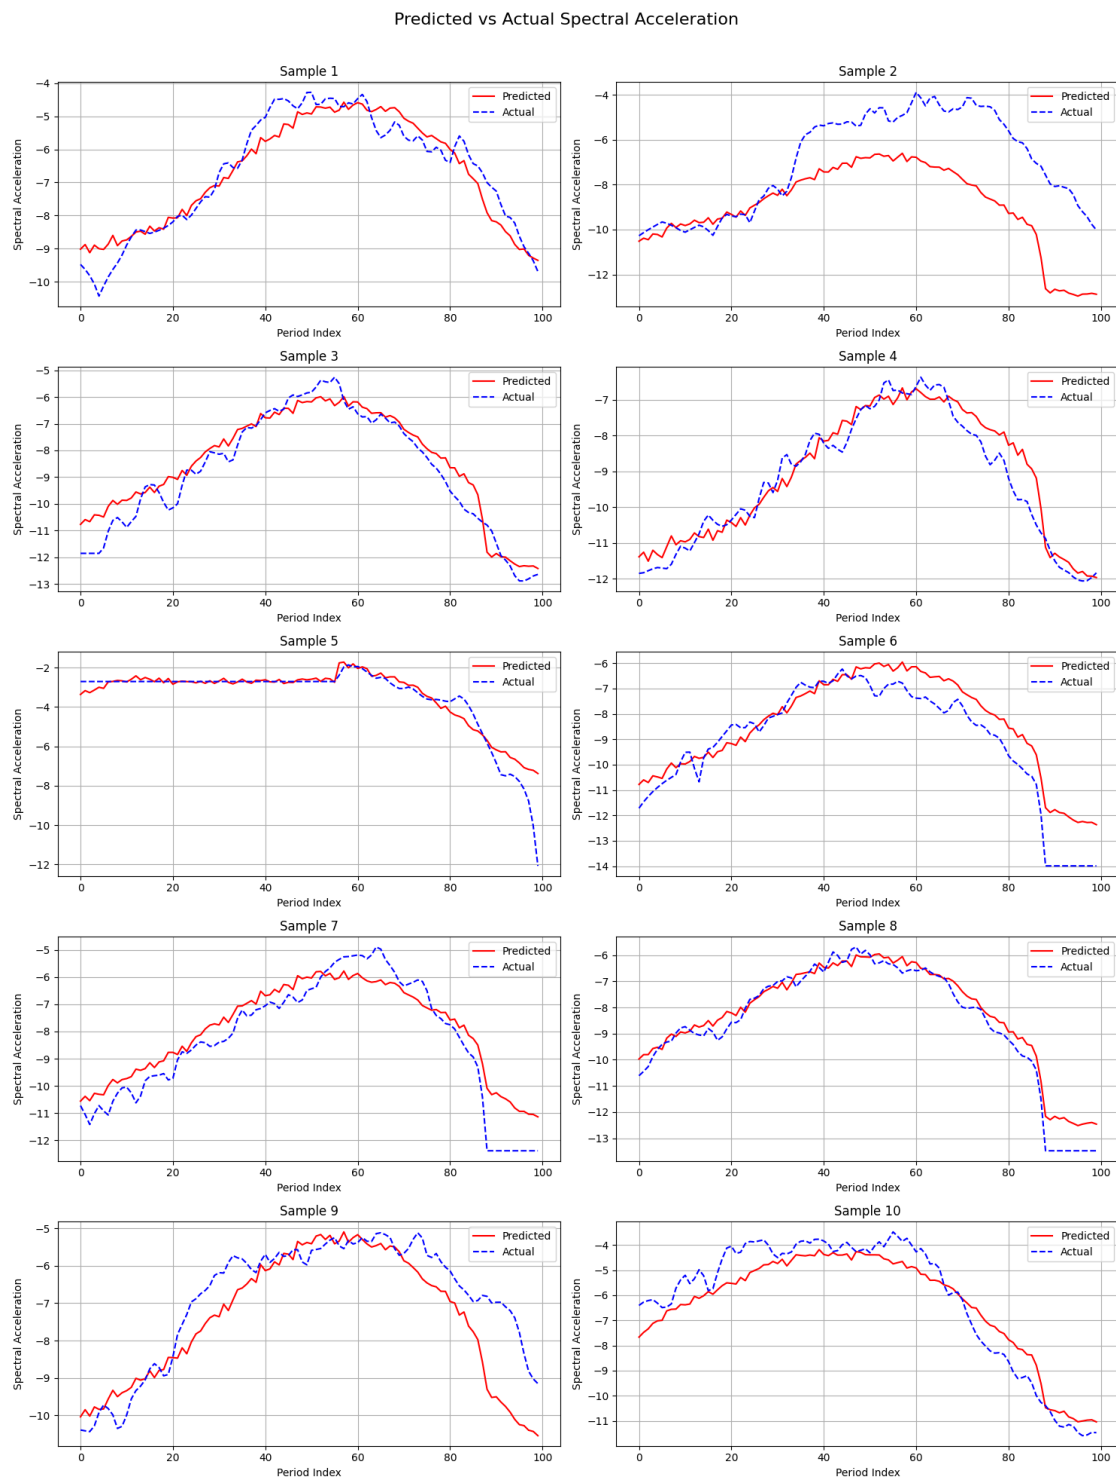 Predicted vs Actual Spectral Acceleration
Sample 1
Spectral Acceleration
−4
−5
−6
−7
−8
−9
−10
0 20 40 60 80 100
Period Index
Predicted
Actual
Sample 2
Spectral Acceleration
−4
−6
−8
−10
−12
0 20 40 60 80 100
Period Index
Predicted
Actual
Sample 3
Spectral Acceleration
−5
−6
−7
−8
−9
−10
−11
−12
−13
0 20 40 60 80 100
Period Index
Predicted
Actual
Sample 4
Spectral Acceleration
−7
−8
−9
−10
−11
−12
0 20 40 60 80 100
Period Index
Predicted
Actual
Sample 5
Spectral Acceleration
−2
−4
−6
−8
−10
−12
0 20 40 60 80 100
Period Index
Predicted
Actual
Sample 6
Spectral Acceleration
−6
−7
−8
−9
−10
−11
−12
−13
−14
0 20 40 60 80 100
Period Index
Predicted
Actual
Sample 7
Spectral Acceleration
−5
−6
−7
−8
−9
−10
−11
−12
0 20 40 60 80 100
Period Index
Predicted
Actual
Sample 8
Spectral Acceleration
−6
−7
−8
−9
−10
−11
−12
−13
0 20 40 60 80 100
Period Index
Predicted
Actual
Sample 9
Spectral Acceleration
−5
−6
−7
−8
−9
−10
0 20 40 60 80 100
Period Index
Predicted
Actual
Sample 10
Spectral Acceleration
−4
−5
−6
−7
−8
−9
−10
−11
0 20 40 60 80 100
Period Index
Predicted
Actual